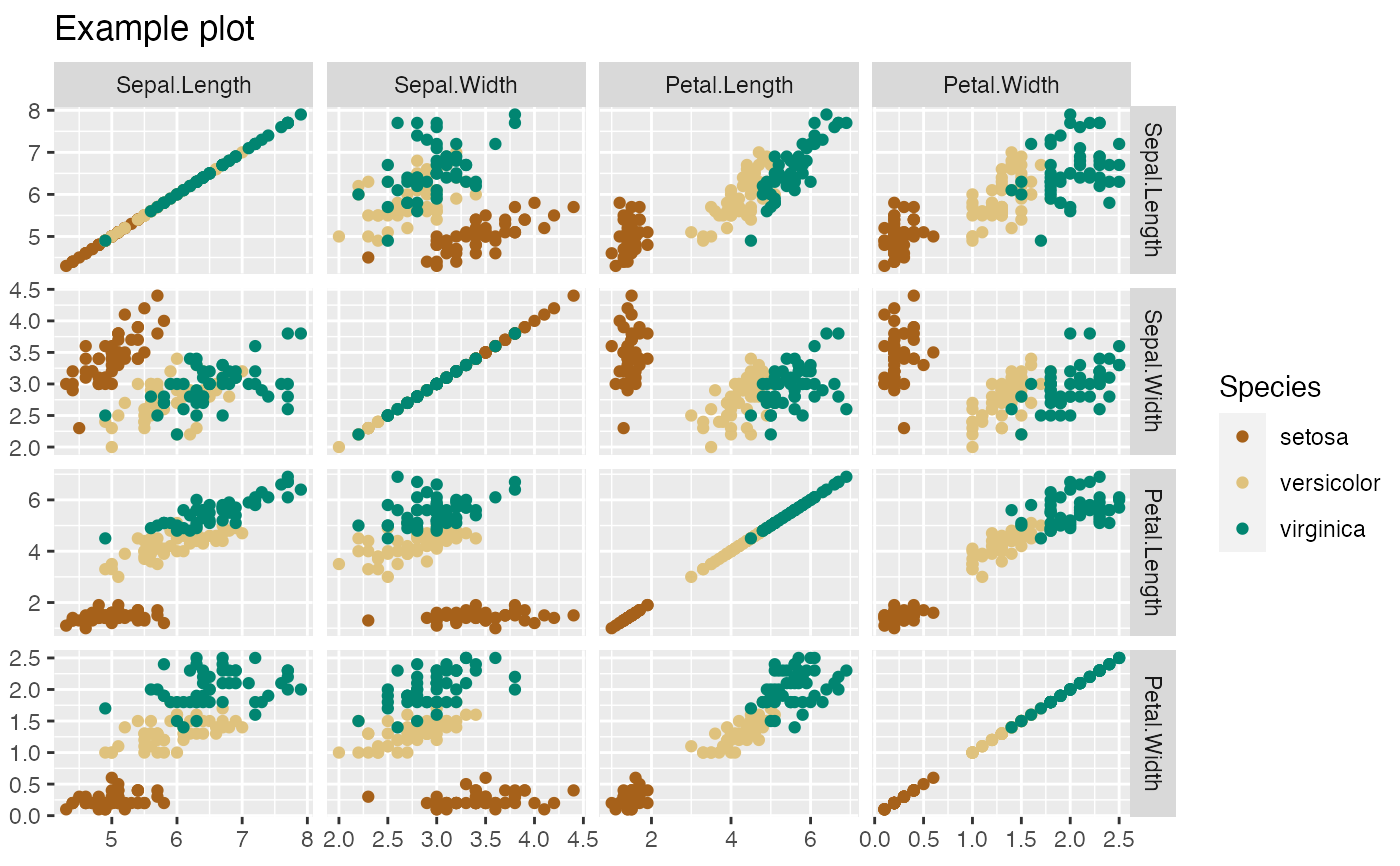 Example plot
Sepal.Length Sepal.Width Petal.Length Petal.Width
8
7
6
5
Sepal.Length
4.5
4.0
3.5
3.0
2.5
2.0
Sepal.Width
Species
setosa
versicolor
virginica
6
4
2
Petal.Length
2.5
2.0
1.5
1.0
0.5
0.0
Petal.Width
5 6 7 8 2.0 2.5 3.0 3.5 4.0 4.5 2 4 6 0.0 0.5 1.0 1.5 2.0 2.5